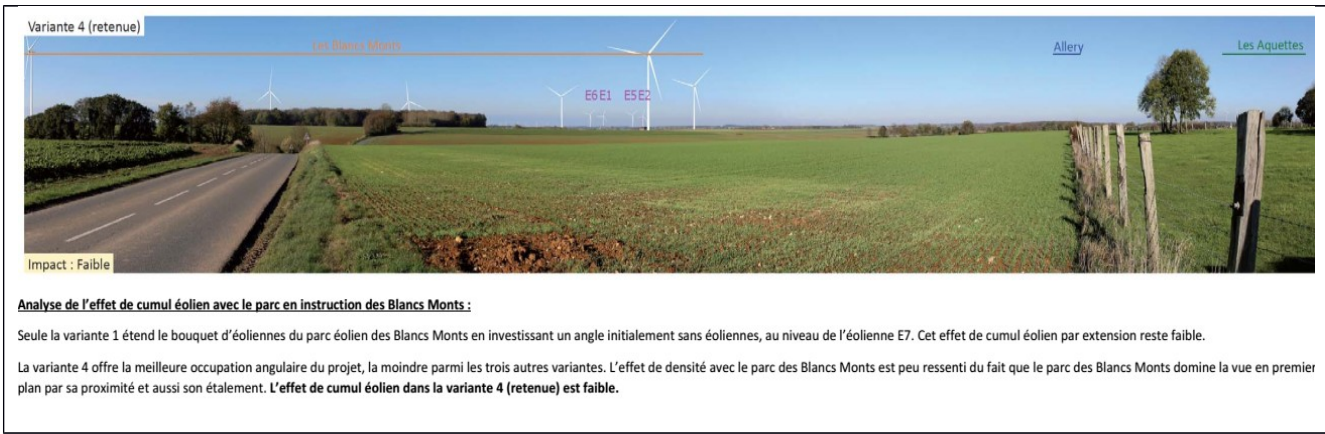 Variante 4 (retenue)
Les Blancs Monts
Allery
Les Aquettes
E6 E1 E5 E2
Impact : Faible
Analyse de l'effet de cumul éolien avec le parc en instruction des Blancs Monts :
Seule la variante 1 étend le bouquet d'éoliennes du parc éolien des Blancs Monts en investissant un angle initialement sans éoliennes, au niveau de l'éolienne E7. Cet effet de cumul éolien par extension reste faible.
La variante 4 offre la meilleure occupation angulaire du projet, la moindre parmi les trois autres variantes. L'effet de densité avec le parc des Blancs Monts est peu ressenti du fait que le parc des Blancs Monts domine la vue en premier
plan par sa proximité et aussi son étalement. L'effet de cumul éolien dans la variante 4 (retenue) est faible.